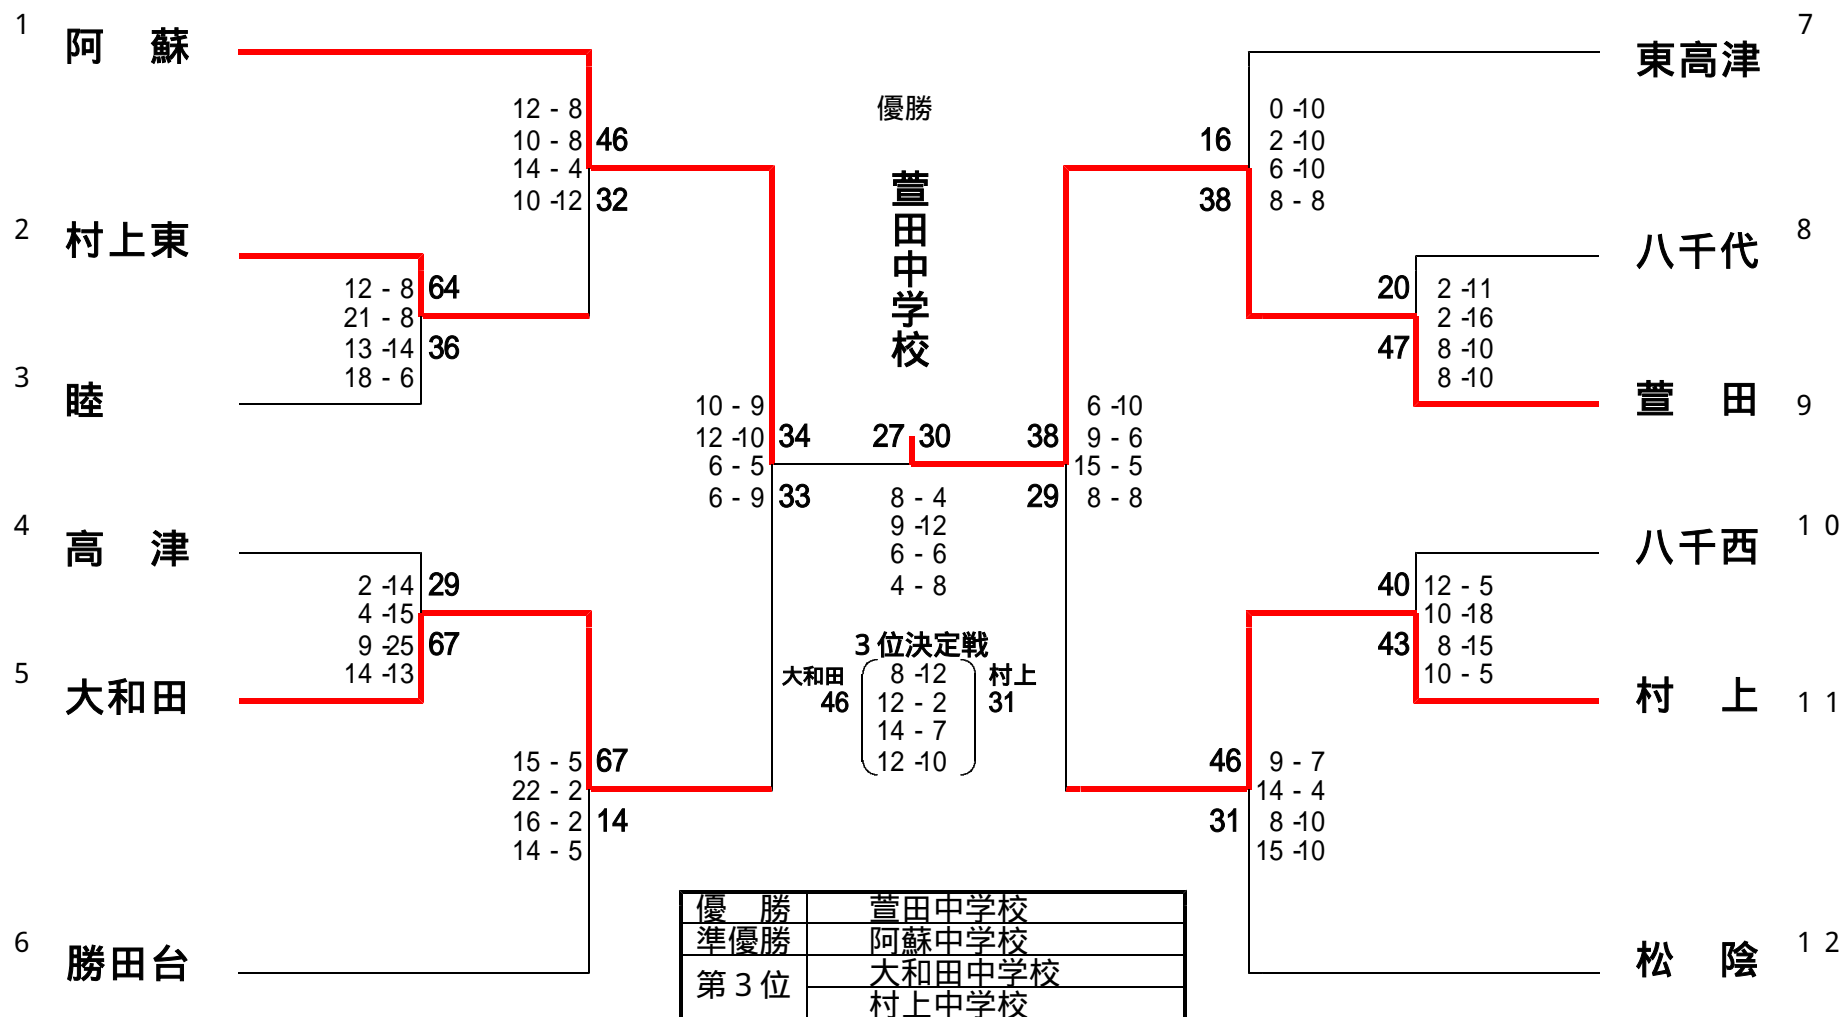 1
阿 蘇
12 - 8
10 - 8
14 - 4
10 -12
46
32
2
村上東
12 - 8
21 - 8
13 -14
18 - 6
64
36
3
睦
10 - 9
12 -10
6 - 5
6 - 9
34
33
4
高 津
2 -14
4 -15
9 -25
14 -13
29
67
5
大和田
15 - 5
22 - 2
16 - 2
14 - 5
67
14
6
勝田台
優勝
萱田中学校
27 30
8 - 4
9 -12
6 - 6
4 - 8
3位決定戦
大和田
46
8 -12
12 - 2
14 - 7
12 -10
村上
31
7
東高津
16
38
0 -10
2 -10
6 -10
8 - 8
8
八千代
20
47
2 -11
2 -16
8 -10
8 -10
萱 田
9
38
29
6 -10
9 - 6
15 - 5
8 - 8
10
八千西
40
43
12 - 5
10 -18
8 -15
10 - 5
村 上
11
46
31
9 - 7
14 - 4
8 -10
15 -10
12
松 陰
優 勝 萱田中学校
準優勝 阿蘇中学校
第3位 大和田中学校
村上中学校